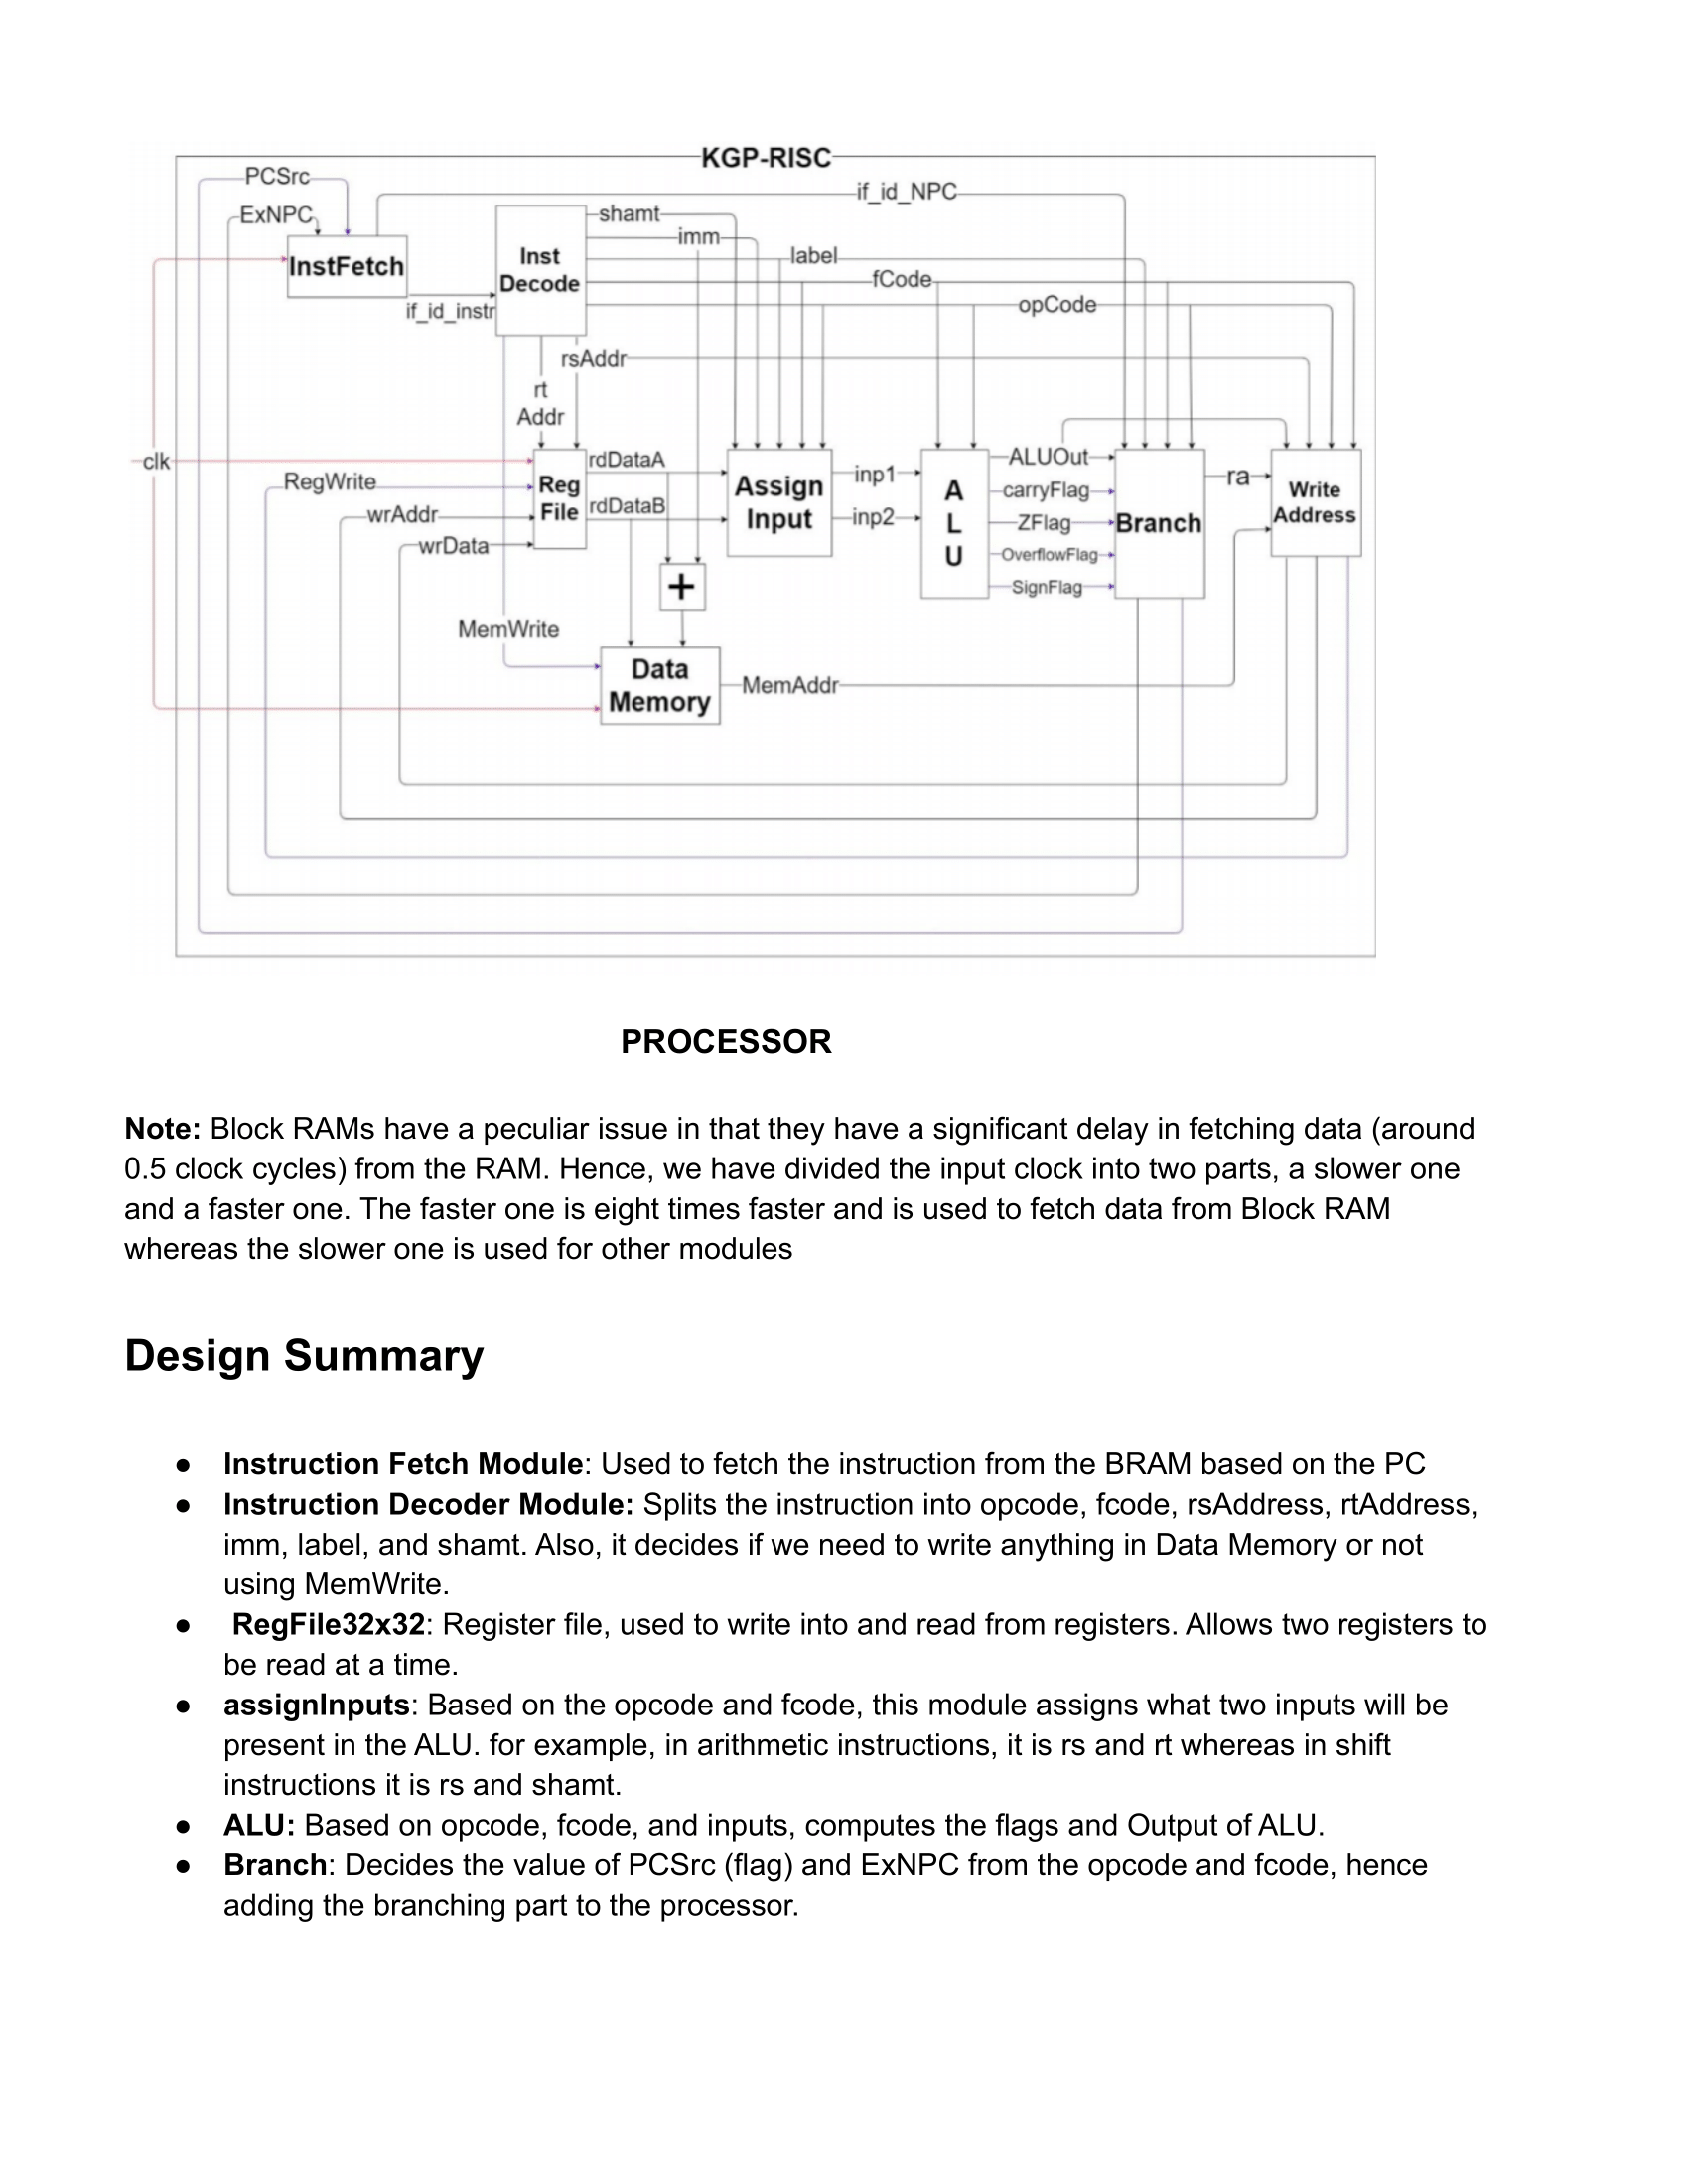 KGP-RISC
PCSrc
if_id_NPC
ExNPC
shamt
imm
InstFetch
Inst
Decode
label
fCode
if_id_instr
opCode
rsAddr
rt
Addr
clk
RegWrite
wrAddr
wrData
Reg
File
rdDataA
rdDataB
Assign
Input
inp1
inp2
A
L
U
ALUOut
carryFlag
ZFlag
OverflowFlag
SignFlag
Branch
ra
Write
Address
+
MemWrite
Data
Memory
MemAddr
PROCESSOR
Note: Block RAMs have a peculiar issue in that they have a significant delay in fetching data (around
0.5 clock cycles) from the RAM. Hence, we have divided the input clock into two parts, a slower one
and a faster one. The faster one is eight times faster and is used to fetch data from Block RAM
whereas the slower one is used for other modules
Design Summary
● Instruction Fetch Module: Used to fetch the instruction from the BRAM based on the PC
● Instruction Decoder Module: Splits the instruction into opcode, fcode, rsAddress, rtAddress,
imm, label, and shamt. Also, it decides if we need to write anything in Data Memory or not
using MemWrite.
● RegFile32x32: Register file, used to write into and read from registers. Allows two registers to
be read at a time.
● assignInputs: Based on the opcode and fcode, this module assigns what two inputs will be
present in the ALU. for example, in arithmetic instructions, it is rs and rt whereas in shift
instructions it is rs and shamt.
● ALU: Based on opcode, fcode, and inputs, computes the flags and Output of ALU.
● Branch: Decides the value of PCSrc (flag) and ExNPC from the opcode and fcode, hence
adding the branching part to the processor.